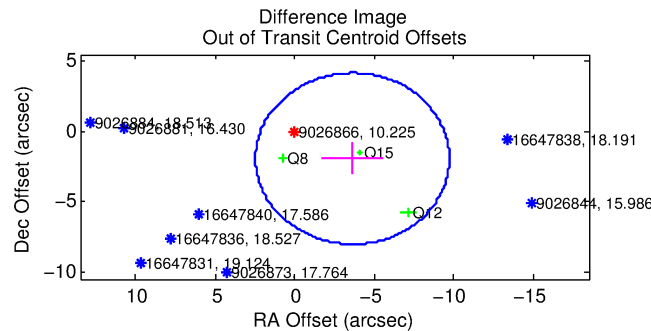 Difference Image
Out of Transit Centroid Offsets
Dec Offset (arcsec)
5
0
−5
−10
9026884, 18.513
9026881, 16.430
9026866, 10.225
16647838, 18.191
Q15
Q8
9026844, 15.986
16647840, 17.586
Q12
16647836, 18.527
16647831, 19.124
9026873, 17.764
10
5
0
−5
−10
−15
RA Offset (arcsec)